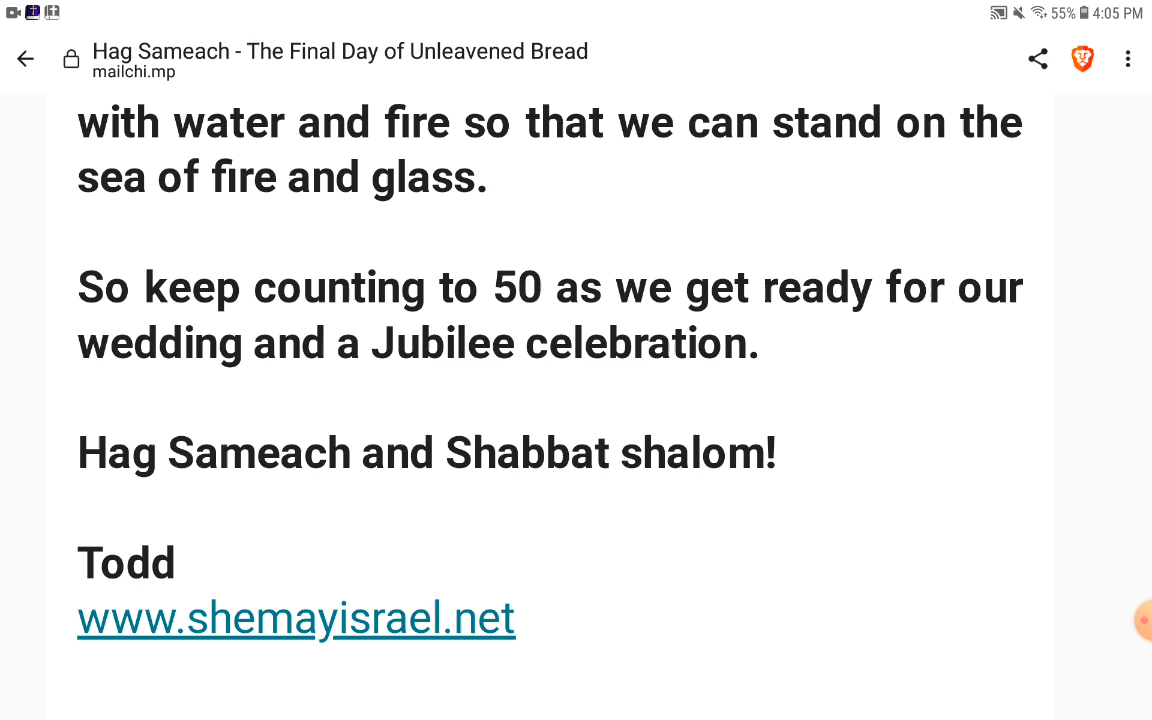 55% 4:05 PM
Hag Sameach - The Final Day of Unleavened Bread
mailchi.mp
with water and fire so that we can stand on the
sea of fire and glass.
So keep counting to 50 as we get ready for our
wedding and a Jubilee celebration.
Hag Sameach and Shabbat shalom!
Todd
www.shemayisrael.net